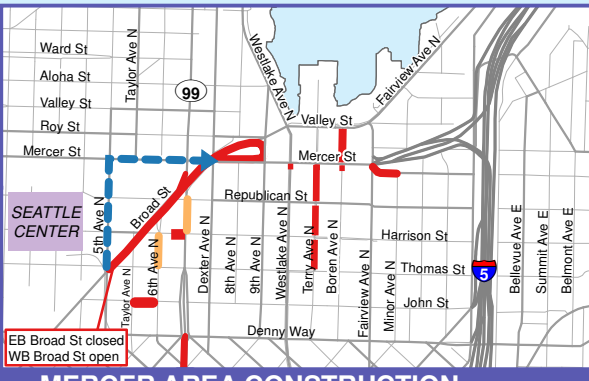 Ward St
Aloha St
Valley St
Roy St
Mercer St
Taylor Ave N
99
Westlake Ave N
Fairview Ave N
Valley St
Mercer St
SEATTLE
CENTER
5th Ave N
Broad St
Republican St
Harrison St
Thomas St
John St
Denny Way
Taylor Ave N
6th Ave N
Dexter Ave N
8th Ave N
9th Ave N
Westlake Ave N
Terry Ave N
Boren Ave N
Fairview Ave N
Minor Ave N
5
Bellevue Ave E
Summit Ave E
Belmont Ave E
EB Broad St closed
WB Broad St open
MERCER AREA CONSTRUCTION